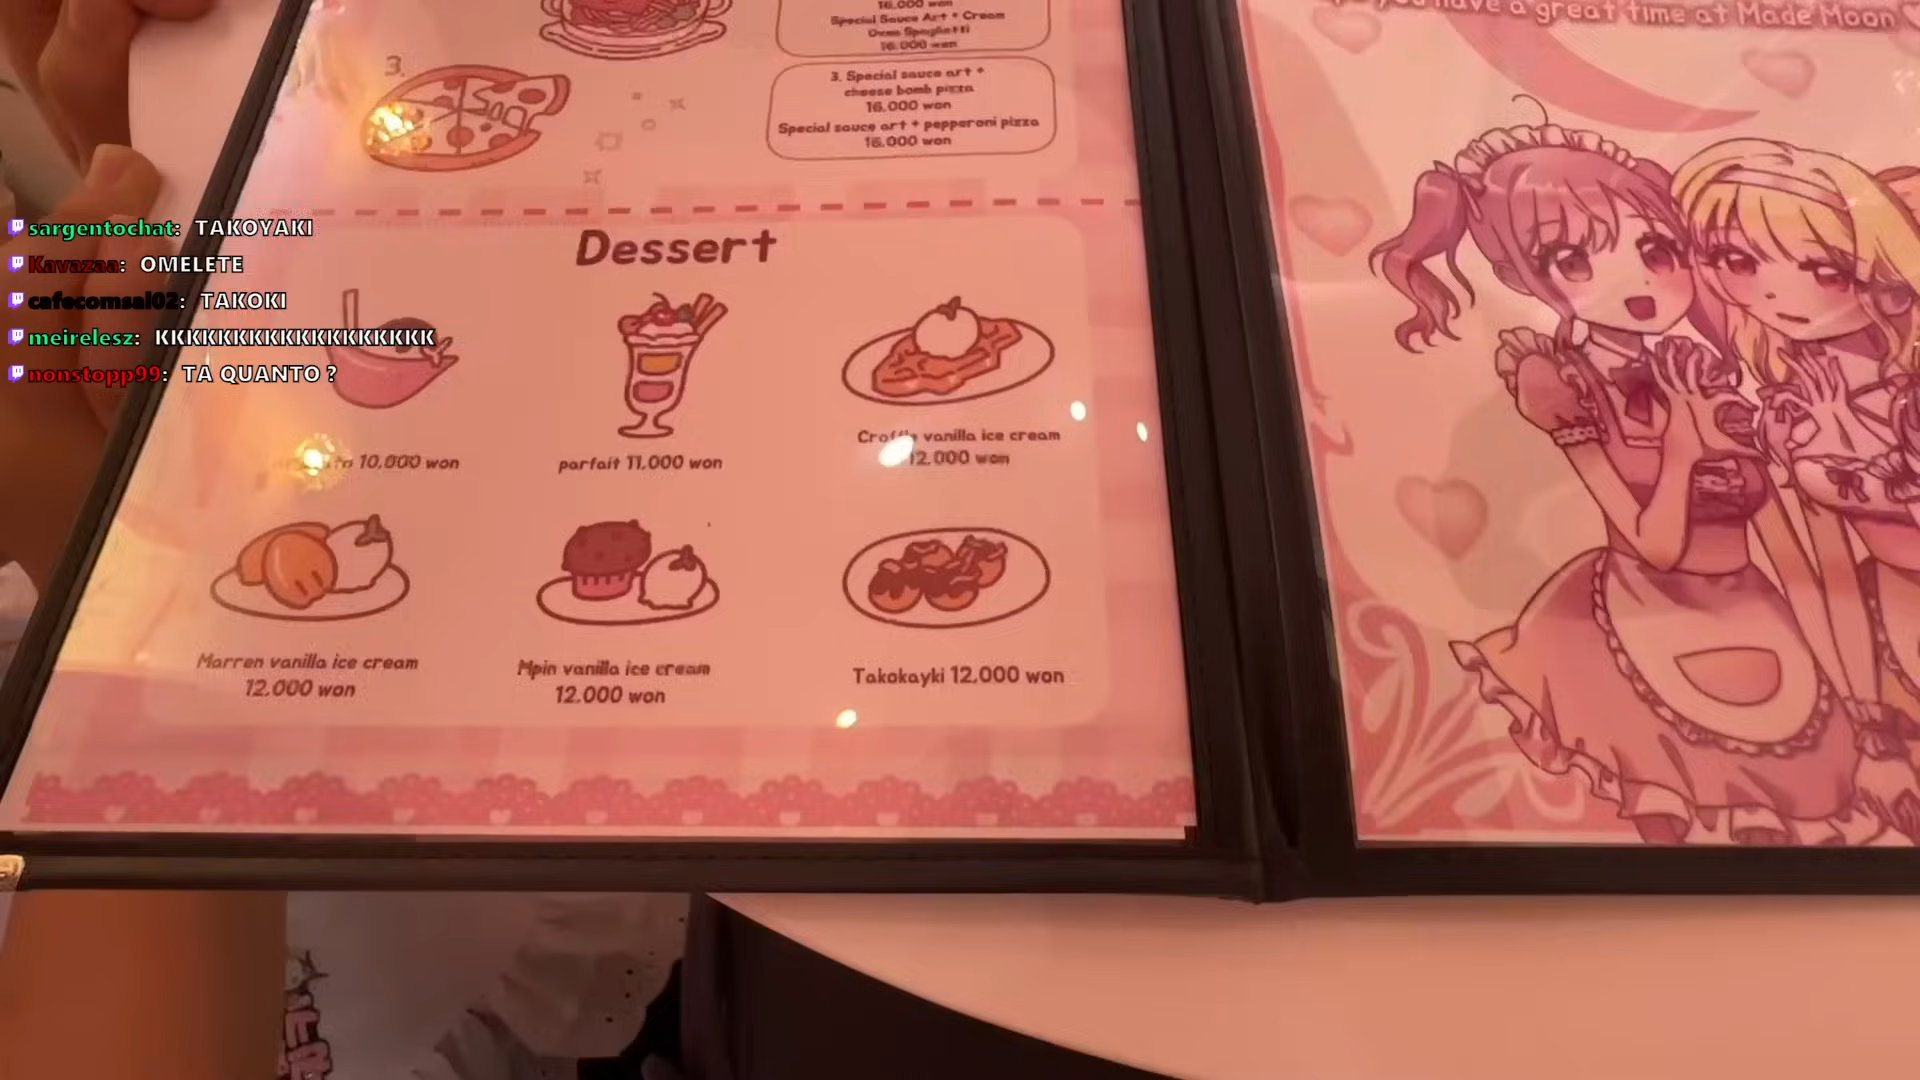 16.000 won
Special Sauce Art + Cream
Oven Spaghetti
16.000 won
3.
3. Special sauce art +
cheese bomb pizza
16.000 won
Special sauce art + pepperoni pizza
16.000 won
have a great time at Made Moon
sargentochat: TAKOYAKI
Kavazaa: OMELETE
cafecomsal02: TAKOKI
meirelesz: KKKKKKKKKKKKKKKKKKK
nonstopp99: TA QUANTO ?
Dessert
10.000 won
parfait 11.000 won
Croffle vanilla ice cream
12.000 won
Marren vanilla ice cream
12.000 won
Mpin vanilla ice cream
12.000 won
Takokayki 12.000 won